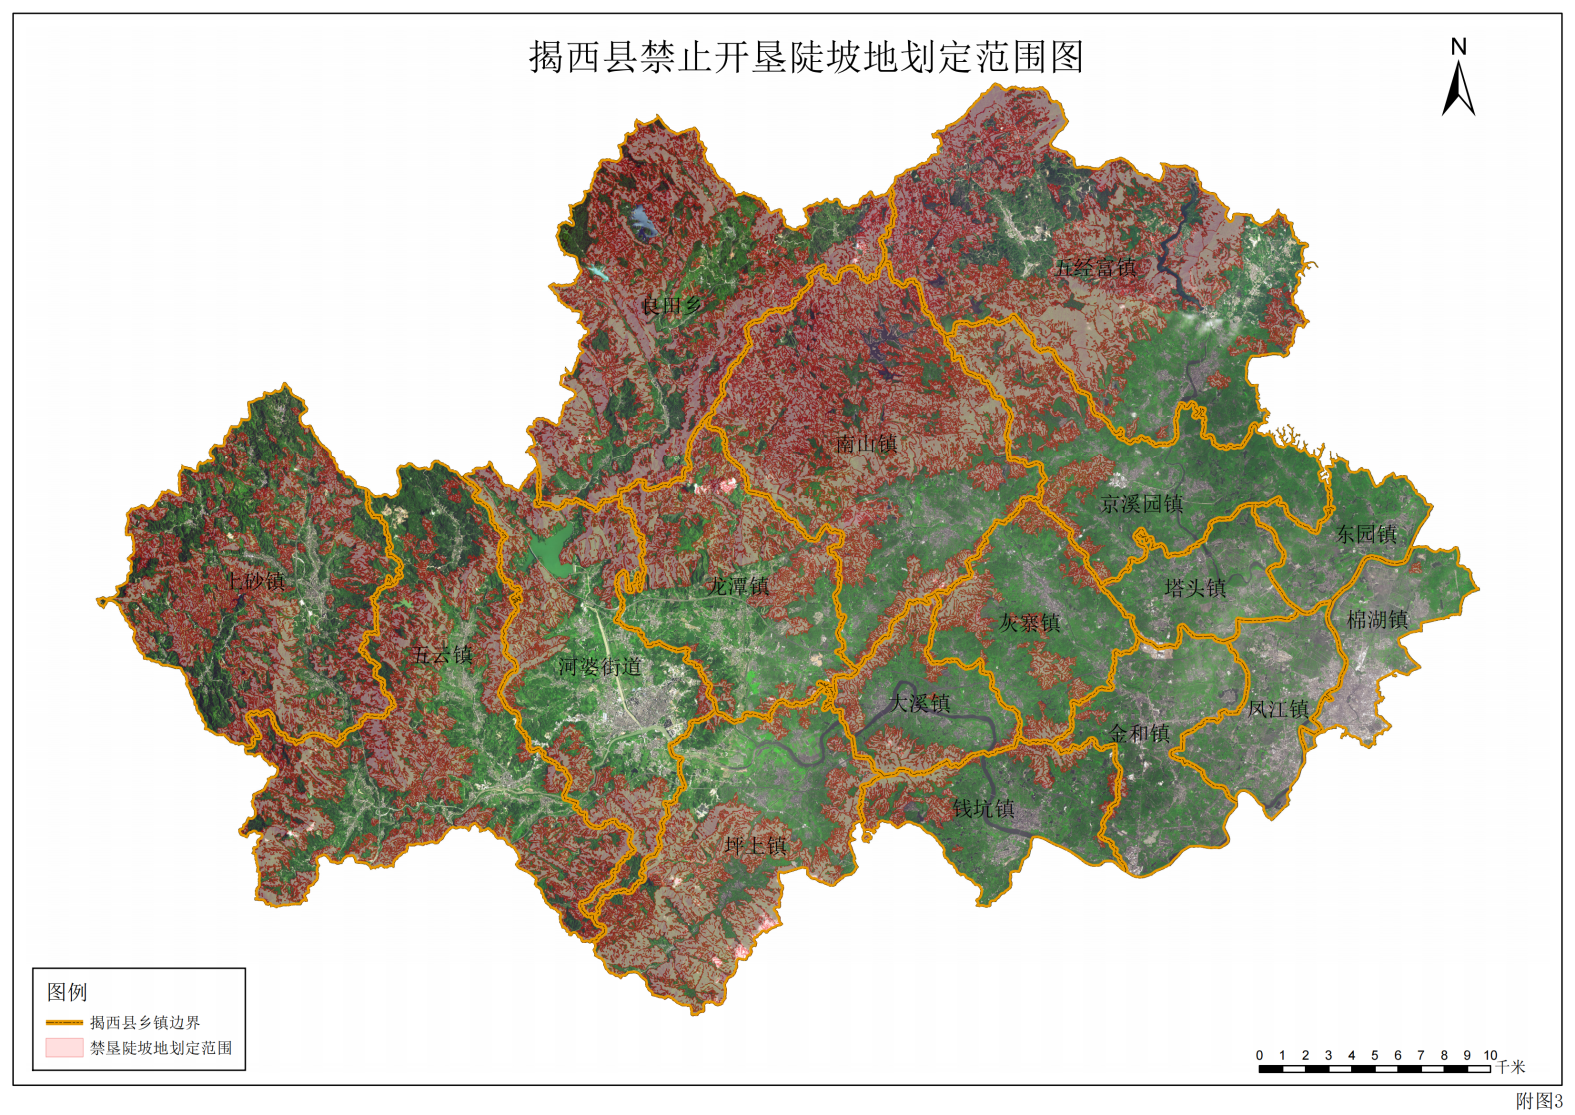 揭西县禁止开垦陡坡地划定范围图
N
五经富镇
良田乡
南山镇
京溪园镇
东园镇
上砂镇
龙潭镇
塔头镇
灰寨镇
棉湖镇
五云镇
河婆街道
大溪镇
凤江镇
金和镇
钱坑镇
坪上镇
图例
揭西县乡镇边界
禁垦陡坡地划定范围
0 1 2 3 4 5 6 7 8 9 10
千米
附图3